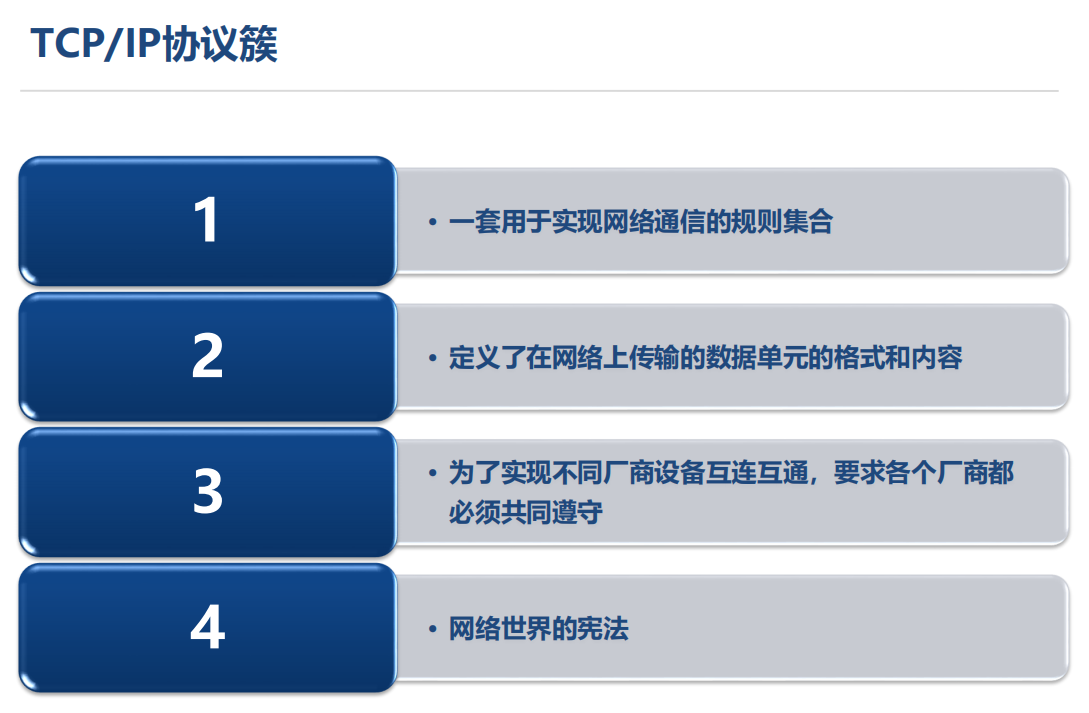 TCP/IP协议簇
1
• 一套用于实现网络通信的规则集合
2
• 定义了在网络上传输的数据单元的格式和内容
3
• 为了实现不同厂商设备互连互通，要求各个厂商都
必须共同遵守
4
• 网络世界的宪法